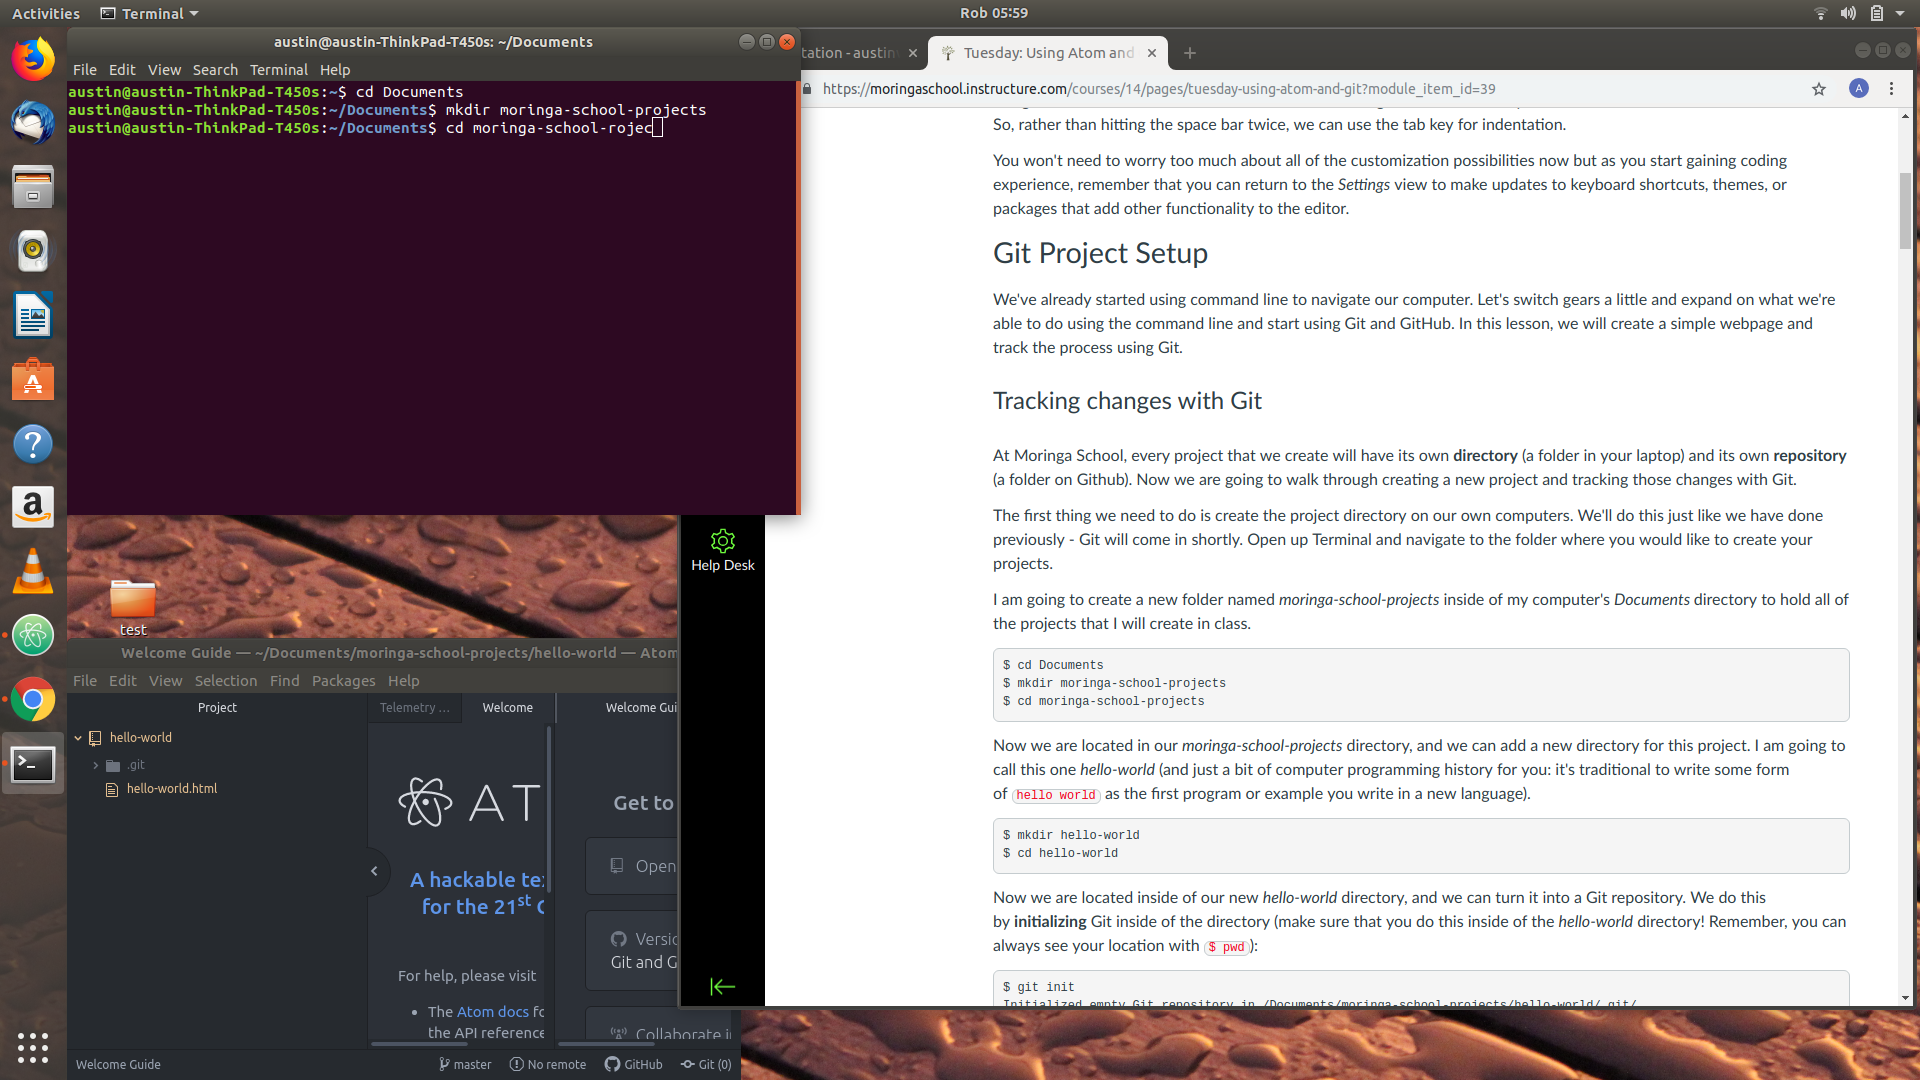 Activities
Terminal
Rob 05:59
austin@austin-ThinkPad-T450s: ~/Documents
File Edit View Search Terminal Help
austin@austin-ThinkPad-T450s:~$ cd Documents
austin@austin-ThinkPad-T450s:~/Documents$ mkdir moringa-school-projects
austin@austin-ThinkPad-T450s:~/Documents$ cd moringa-school-rojec
tation - austin
Tuesday: Using Atom and
https://moringaschool.instructure.com/courses/14/pages/tuesday-using-atom-and-git?module_item_id=39
A
So, rather than hitting the space bar twice, we can use the tab key for indentation.
You won't need to worry too much about all of the customization possibilities now but as you start gaining coding
experience, remember that you can return to the Settings view to make updates to keyboard shortcuts, themes, or
packages that add other functionality to the editor.
Git Project Setup
We've already started using command line to navigate our computer. Let's switch gears a little and expand on what we're
able to do using the command line and start using Git and GitHub. In this lesson, we will create a simple webpage and
track the process using Git.
Tracking changes with Git
At Moringa School, every project that we create will have its own directory (a folder in your laptop) and its own repository
(a folder on Github). Now we are going to walk through creating a new project and tracking those changes with Git.
The first thing we need to do is create the project directory on our own computers. We'll do this just like we have done
previously - Git will come in shortly. Open up Terminal and navigate to the folder where you would like to create your
projects.
I am going to create a new folder named moringa-school-projects inside of my computer's Documents directory to hold all of
the projects that I will create in class.
$ cd Documents
$ mkdir moringa-school-projects
$ cd moringa-school-projects
Now we are located in our moringa-school-projects directory, and we can add a new directory for this project. I am going to
call this one hello-world (and just a bit of computer programming history for you: it's traditional to write some form
of hello world as the first program or example you write in a new language).
$ mkdir hello-world
$ cd hello-world
Now we are located inside of our new hello-world directory, and we can turn it into a Git repository. We do this
by initializing Git inside of the directory (make sure that you do this inside of the hello-world directory! Remember, you can
always see your location with $ pwd):
$ git init
Initialized empty Git repository in /Documents/moringa-school-projects/hello-world/.git/
Help Desk
test
Welcome Guide — ~/Documents/moringa-school-projects/hello-world — Atom
File Edit View Selection Find Packages Help
Project
hello-world
.git
hello-world.html
Telemetry ...
Welcome
Welcome Gui
AT
A hackable te
for the 21st C
For help, please visit
The Atom docs fo
the API reference
Get to
Open
Versic
Git and G
Collaborate i
Welcome Guide
master
No remote
GitHub
Git (0)